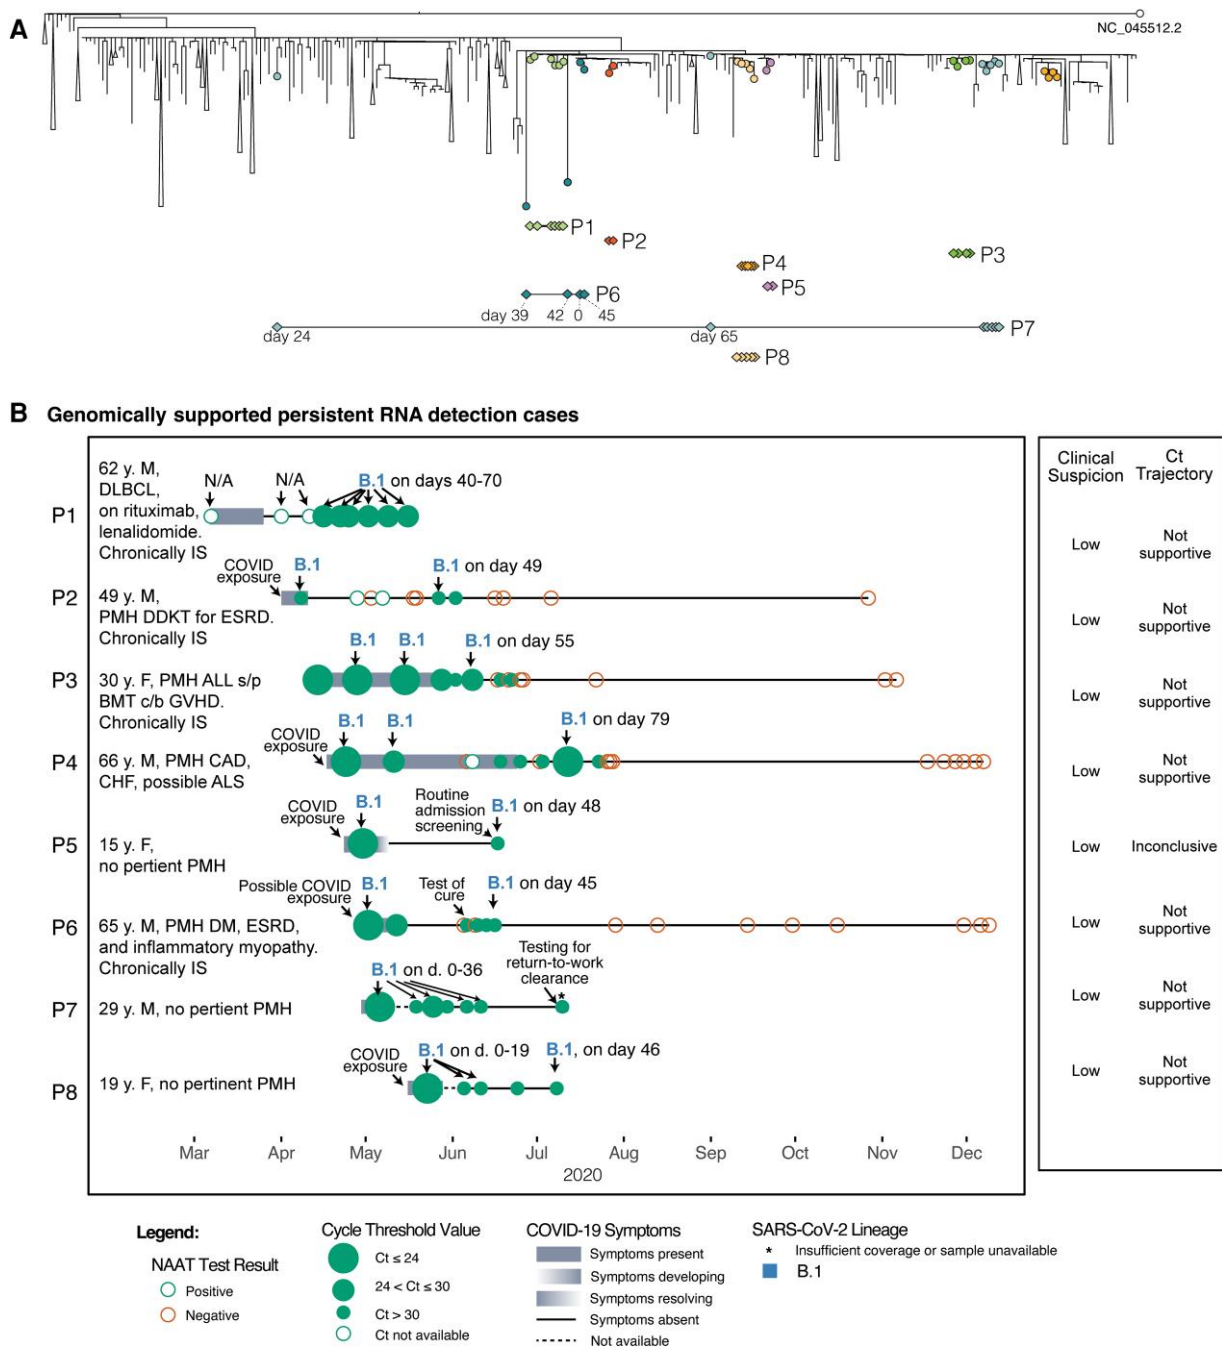 A
NC_045512.2
P1
P2
P3
P4
P5
P6
day 39 42 0 45
P7
day 24 day 65
P8
B Genomically supported persistent RNA detection cases
Clinical Suspicion
Ct Trajectory
P1
62 y. M,
DLBCL,
on rituximab,
lenalidomide.
Chronically IS
N/A
N/A
B.1 on days 40-70
Low
Not supportive
P2
COVID exposure
B.1
B.1 on day 49
49 y. M,
PMH DDKT for ESRD.
Chronically IS
Low
Not supportive
P3
B.1
B.1
B.1 on day 55
30 y. F, PMH ALL s/p
BMT c/b GVHD.
Chronically IS
Low
Not supportive
P4
COVID exposure
B.1
B.1
B.1 on day 79
66 y. M, PMH CAD,
CHF, possible ALS
Low
Not supportive
P5
COVID exposure
B.1
Routine admission screening
B.1 on day 48
15 y. F,
no pertient PMH
Low
Inconclusive
P6
Possible COVID exposure
B.1
Test of cure
B.1 on day 45
65 y. M, PMH DM, ESRD,
and inflammatory myopathy.
Chronically IS
Low
Not supportive
P7
B.1 on d. 0-36
Testing for return-to-work clearance
*
29 y. M, no pertient PMH
Low
Not supportive
P8
COVID exposure
B.1 on d. 0-19
B.1, on day 46
19 y. F, no pertinent PMH
Low
Not supportive
Mar Apr May Jun Jul Aug Sep Oct Nov Dec
2020
Legend:
NAAT Test Result
Positive
Negative
Cycle Threshold Value
Ct ≤ 24
24 < Ct ≤ 30
Ct > 30
Ct not available
COVID-19 Symptoms
Symptoms present
Symptoms developing
Symptoms resolving
Symptoms absent
Not available
SARS-CoV-2 Lineage
* Insufficient coverage or sample unavailable
B.1